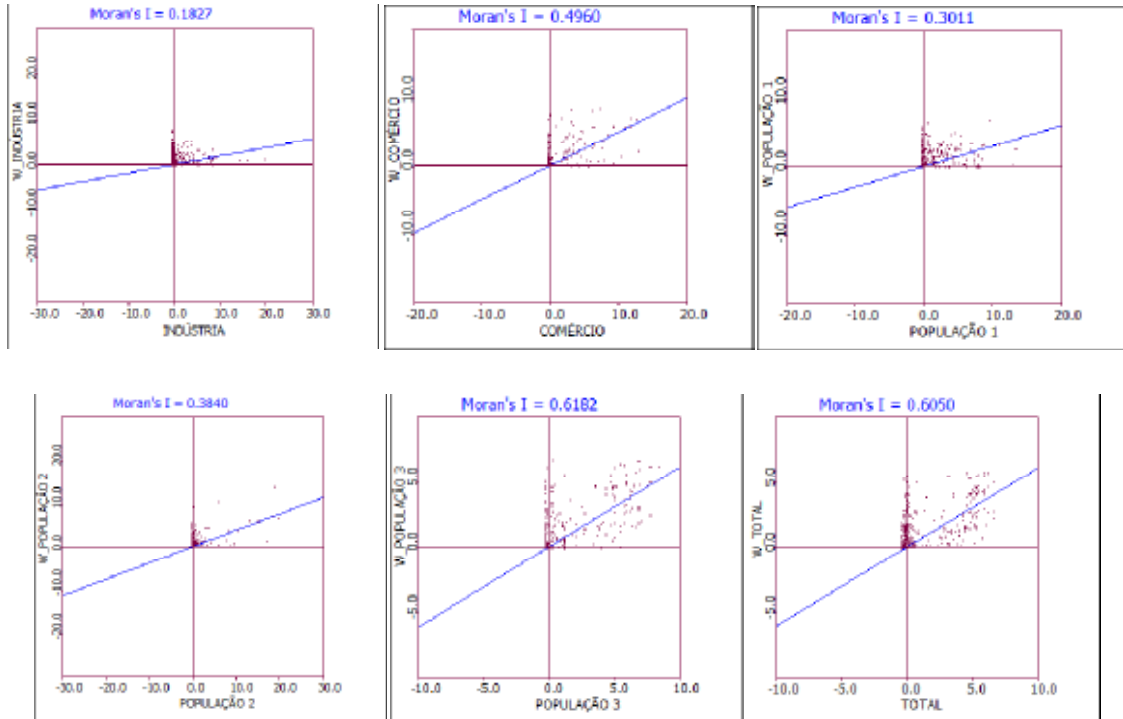 Moran's I = 0.1827
W_INDÚSTRIA
20.0
10.0
0.0
-10.0
-20.0
-30.0 -20.0 -10.0 0.0 10.0 20.0 30.0
INDÚSTRIA
Moran's I = 0.4960
W_COMÉRCIO
10.0
0.0
-10.0
-20.0 -10.0 0.0 10.0 20.0
COMÉRCIO
Moran's I = 0.3011
W_POPULAÇÃO 1
10.0
0.0
-10.0
-20.0 -10.0 0.0 10.0 20.0
POPULAÇÃO 1
Moran's I = 0.3840
W_POPULAÇÃO 2
20.0
10.0
0.0
-10.0
-20.0
-30.0 -20.0 -10.0 0.0 10.0 20.0 30.0
POPULAÇÃO 2
Moran's I = 0.6182
W_POPULAÇÃO 3
5.0
0.0
-5.0
-10.0 -5.0 0.0 5.0 10.0
POPULAÇÃO 3
Moran's I = 0.6050
W_TOTAL
5.0
0.0
-5.0
-10.0 -5.0 0.0 5.0 10.0
TOTAL